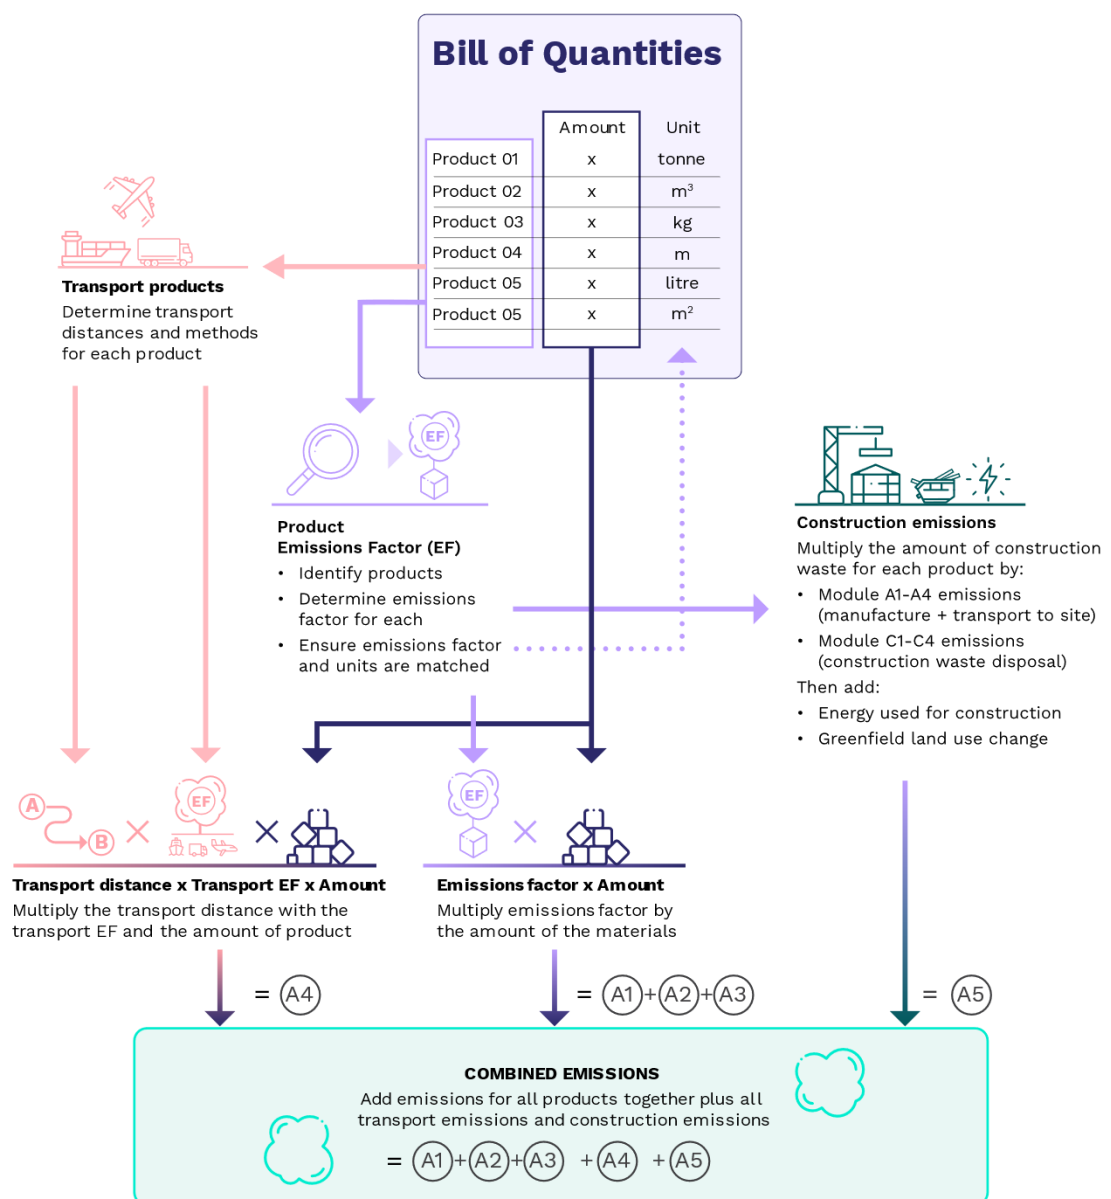 Bill of Quantities
Amount Unit
Product 01 x tonne
Product 02 x m³
Product 03 x kg
Product 04 x m
Product 05 x litre
Product 05 x m²
Transport products
Determine transport
distances and methods
for each product
EF
Product
Emissions Factor (EF)
• Identify products
• Determine emissions
factor for each
• Ensure emissions factor
and units are matched
Construction emissions
Multiply the amount of construction
waste for each product by:
• Module A1-A4 emissions
(manufacture + transport to site)
• Module C1-C4 emissions
(construction waste disposal)
Then add:
• Energy used for construction
• Greenfield land use change
A B × EF ×
Transport distance x Transport EF x Amount
Multiply the transport distance with the
transport EF and the amount of product
= A4
EF ×
Emissions factor x Amount
Multiply emissions factor by
the amount of the materials
= A1+A2+A3
= A5
COMBINED EMISSIONS
Add emissions for all products together plus all
transport emissions and construction emissions
= A1+A2+A3 +A4 +A5